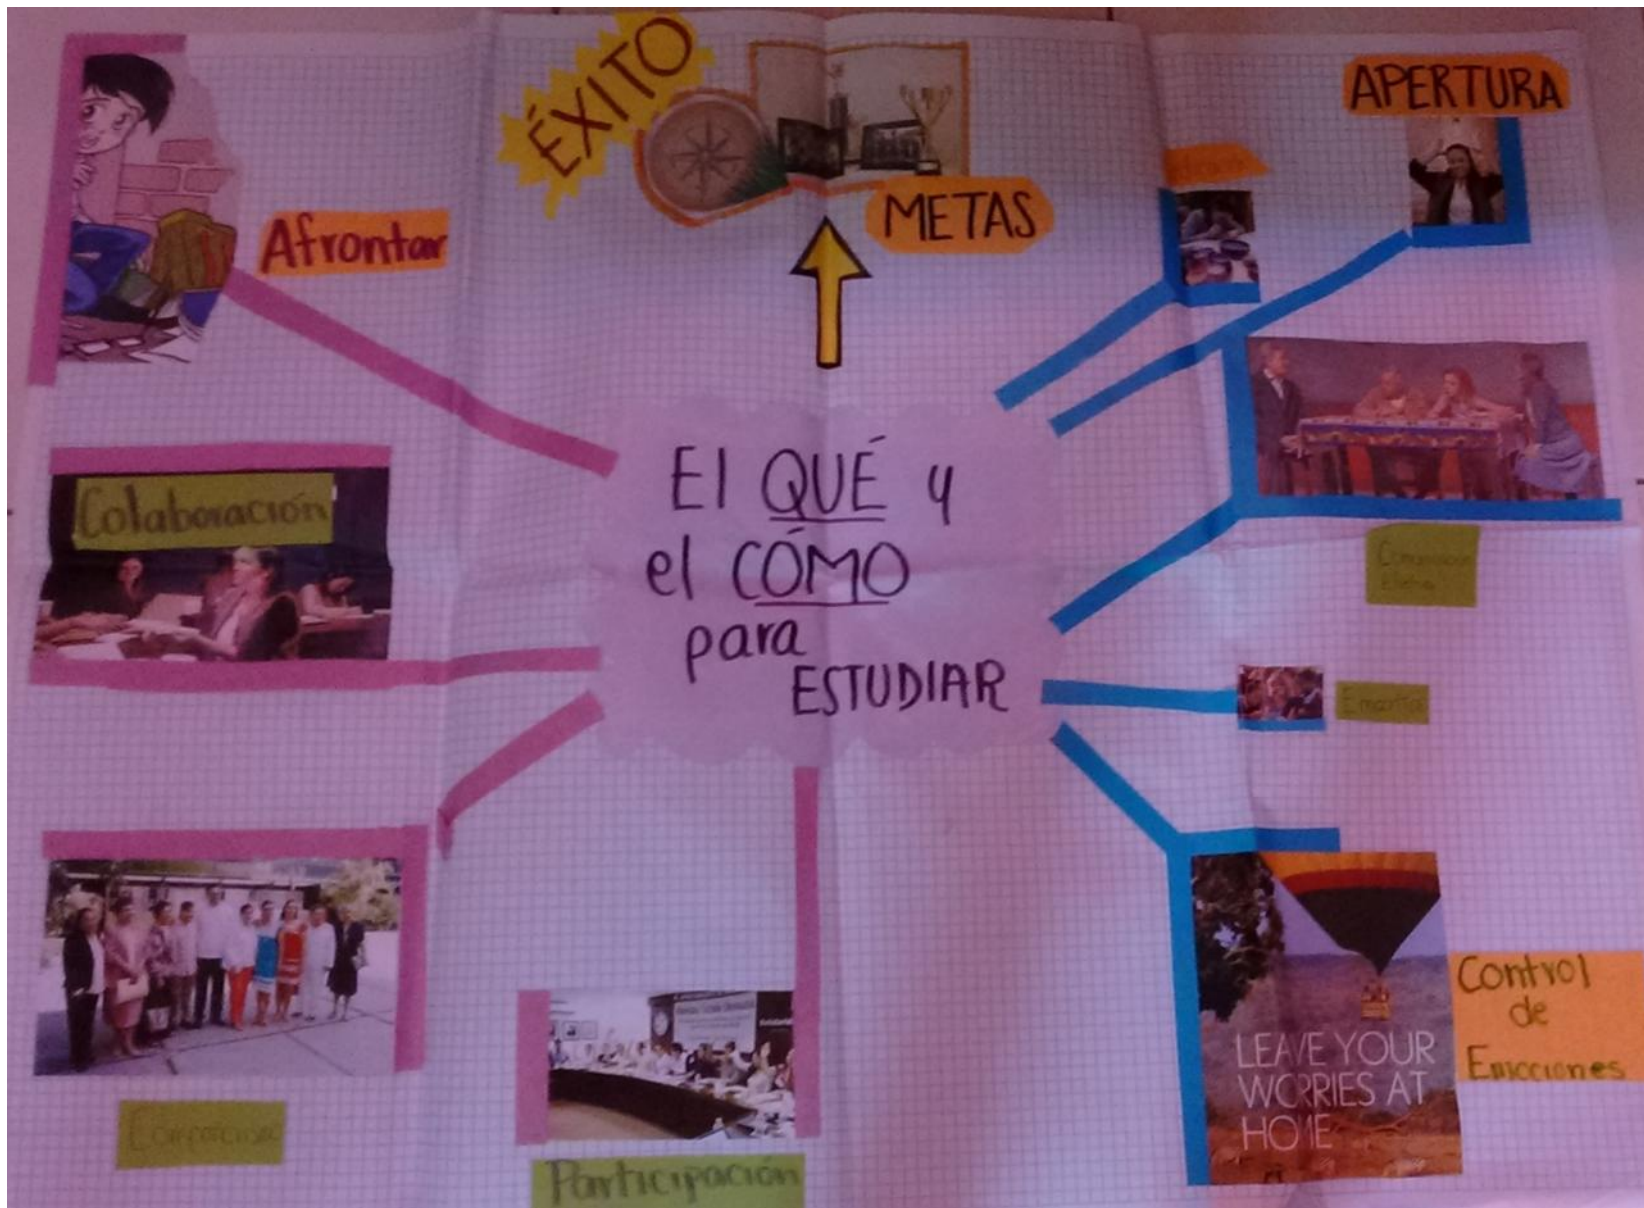 ÉXITO
METAS
APERTURA
Afrontar
Colaboración
El QUÉ y
el CÓMO
para
ESTUDIAR
Participación
Control
de
Emociones
LEAVE YOUR
WORRIES AT
HOME